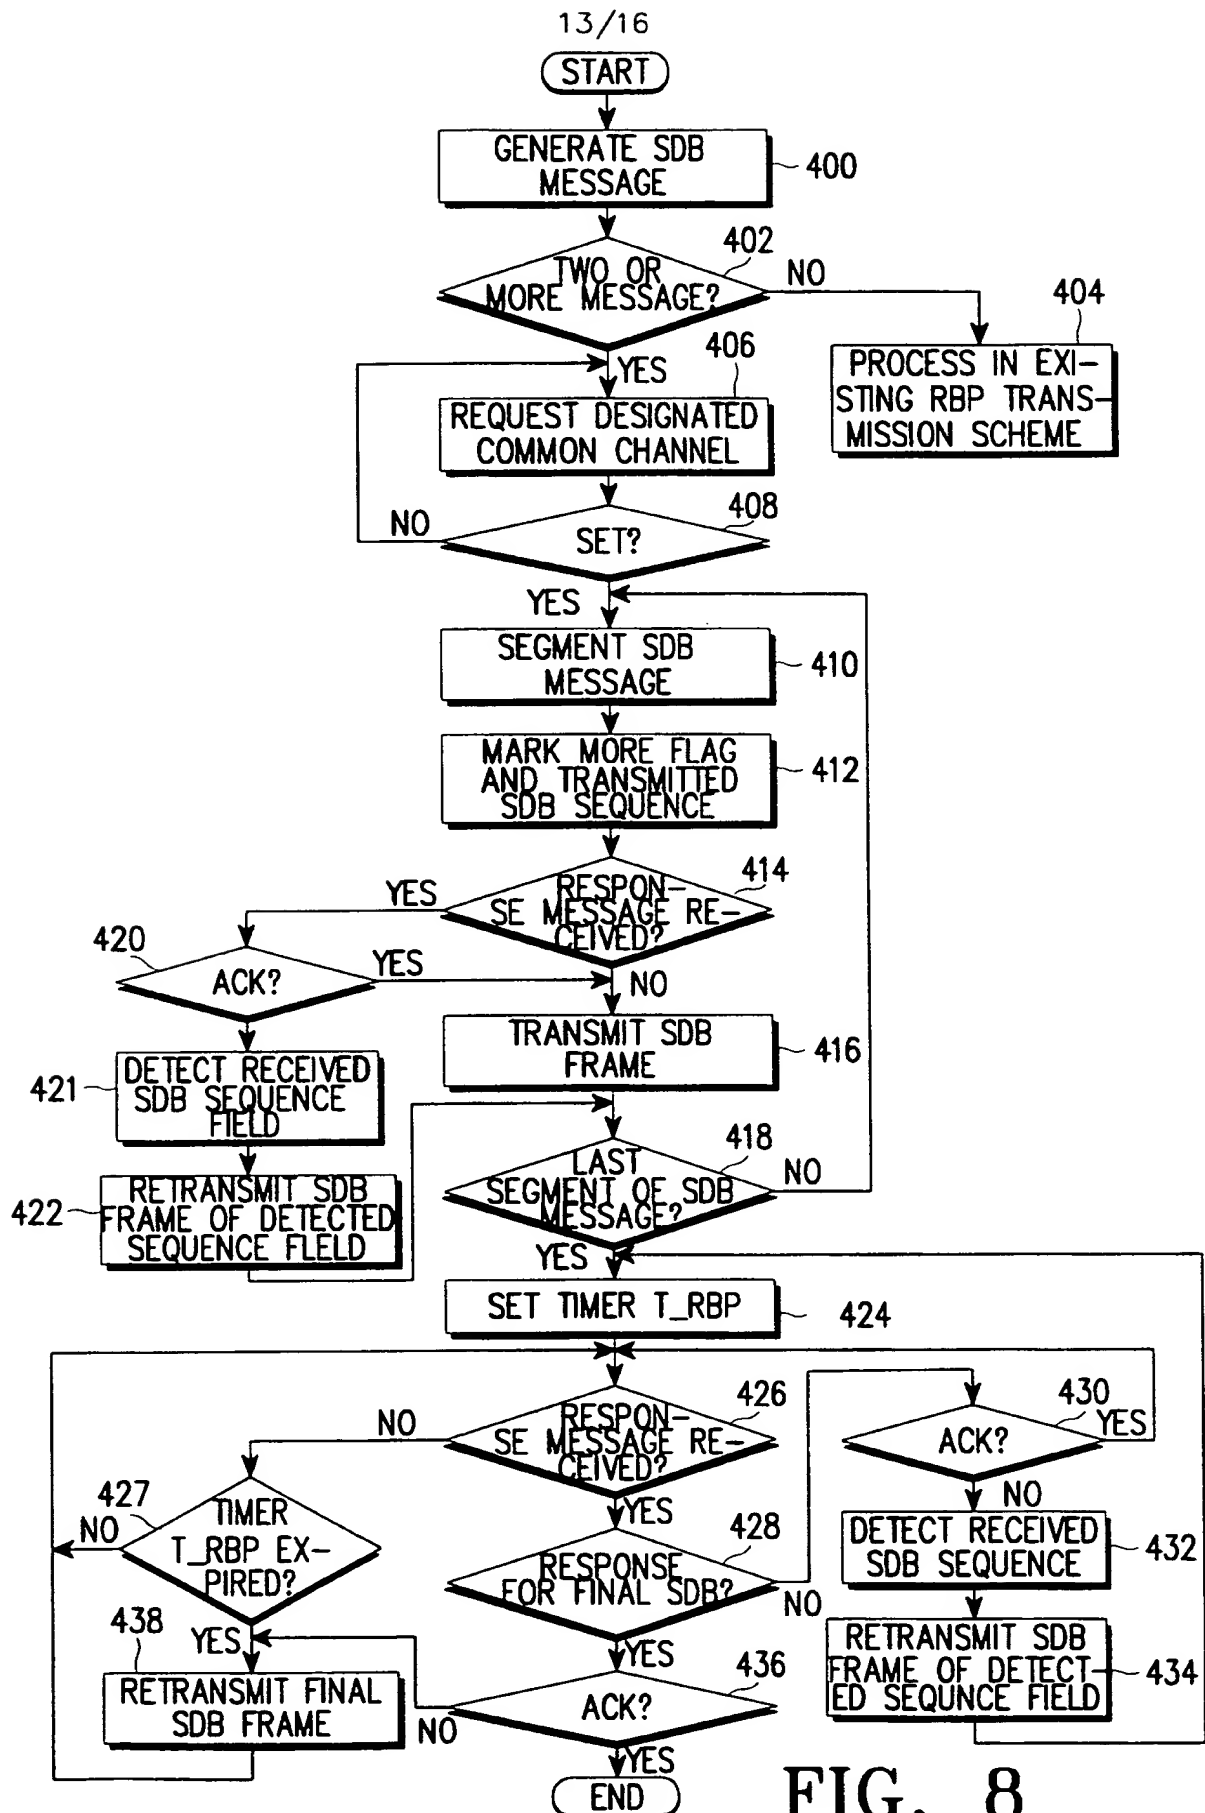 13/16
START
GENERATE SDB
MESSAGE
400
402
TWO OR
MORE MESSAGE?
NO
404
PROCESS IN EXI-
STING RBP TRANS-
MISSION SCHEME
YES
406
REQUEST DESIGNATED
COMMON CHANNEL
408
SET?
NO
YES
SEGMENT SDB
MESSAGE
410
MARK MORE FLAG
AND TRANSMITTED
SDB SEQUENCE
412
414
RESPON-
SE MESSAGE RE-
CEIVED?
YES
NO
420
ACK?
YES
TRANSMIT SDB
FRAME
416
421
DETECT RECEIVED
SDB SEQUENCE
FIELD
422
RETRANSMIT SDB
FRAME OF DETECTED
SEQUENCE FLELD
418
LAST
SEGMENT OF SDB
MESSAGE?
NO
YES
SET TIMER T_RBP
424
426
RESPON-
SE MESSAGE RE-
CEIVED?
NO
YES
430
ACK?
YES
NO
427
TIMER
T_RBP EX-
PIRED?
NO
YES
428
RESPONSE
FOR FINAL SDB?
NO
YES
DETECT RECEIVED
SDB SEQUENCE
432
RETRANSMIT SDB
FRAME OF DETECT-
ED SEQUNCE FIELD
434
438
RETRANSMIT FINAL
SDB FRAME
436
ACK?
NO
YES
END
FIG. 8